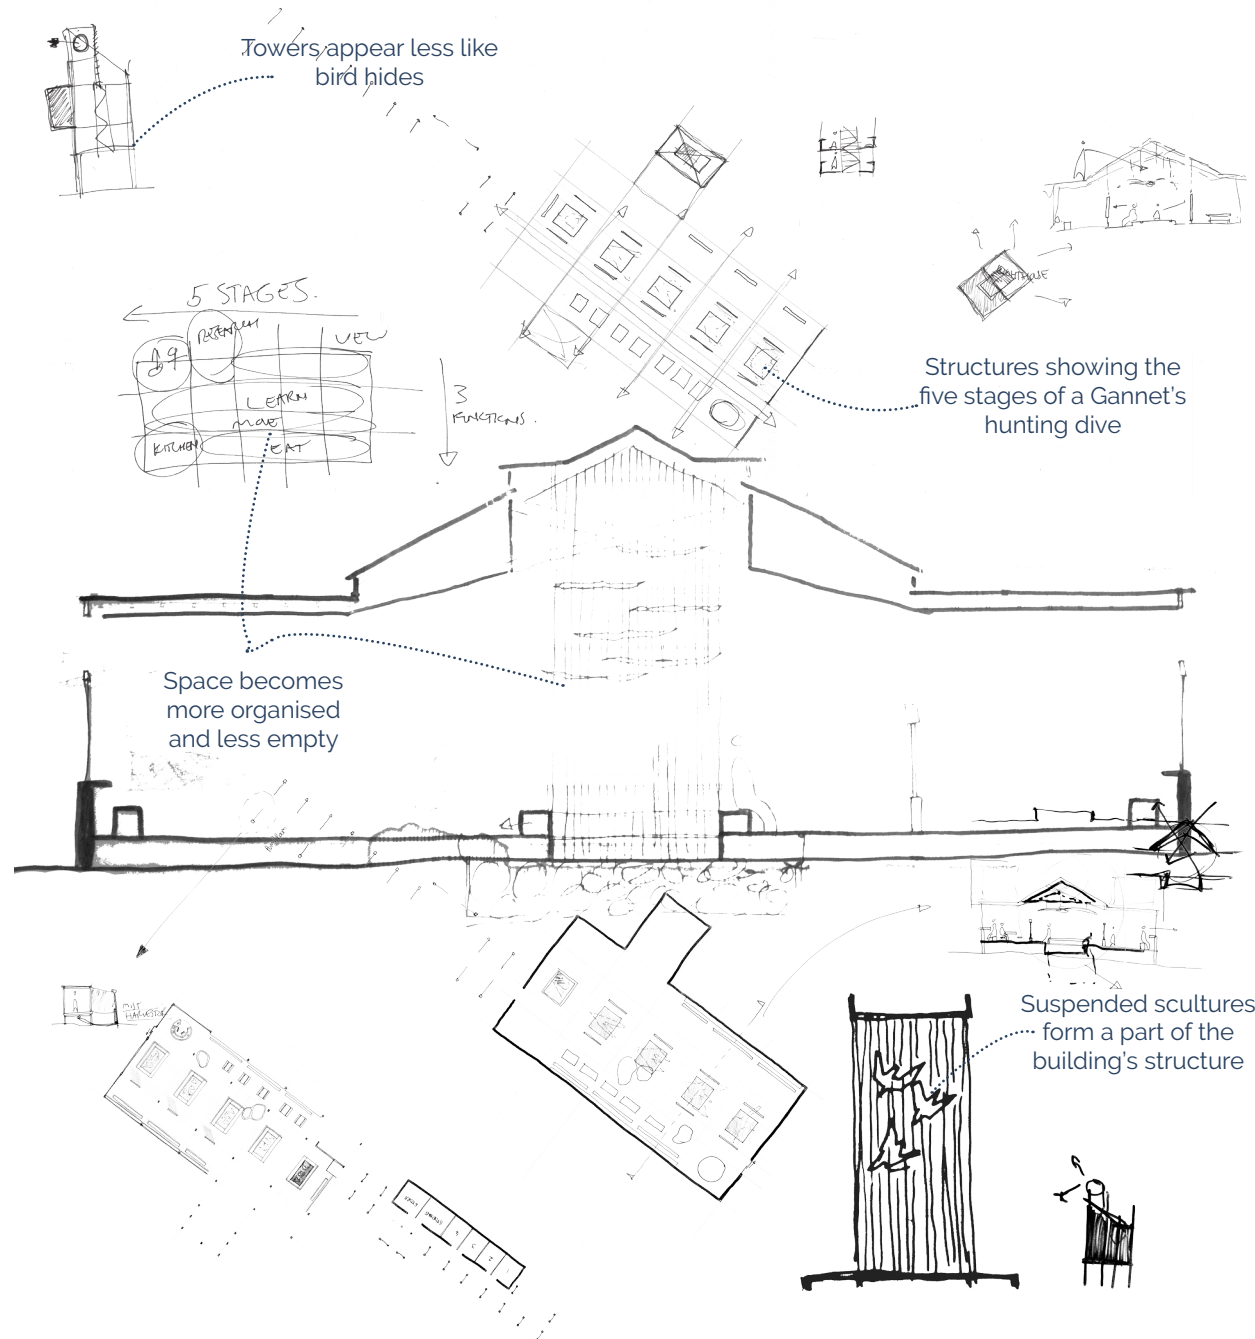 Towers appear less like
bird hides
5 STAGES.
RESEARCH
VIEW
LEARN
MOVE
KITCHEN
EAT
3
FUNCTIONS.
Structures showing the
five stages of a Gannet's
hunting dive
Space becomes
more organised
and less empty
Suspended scultures
form a part of the
building's structure